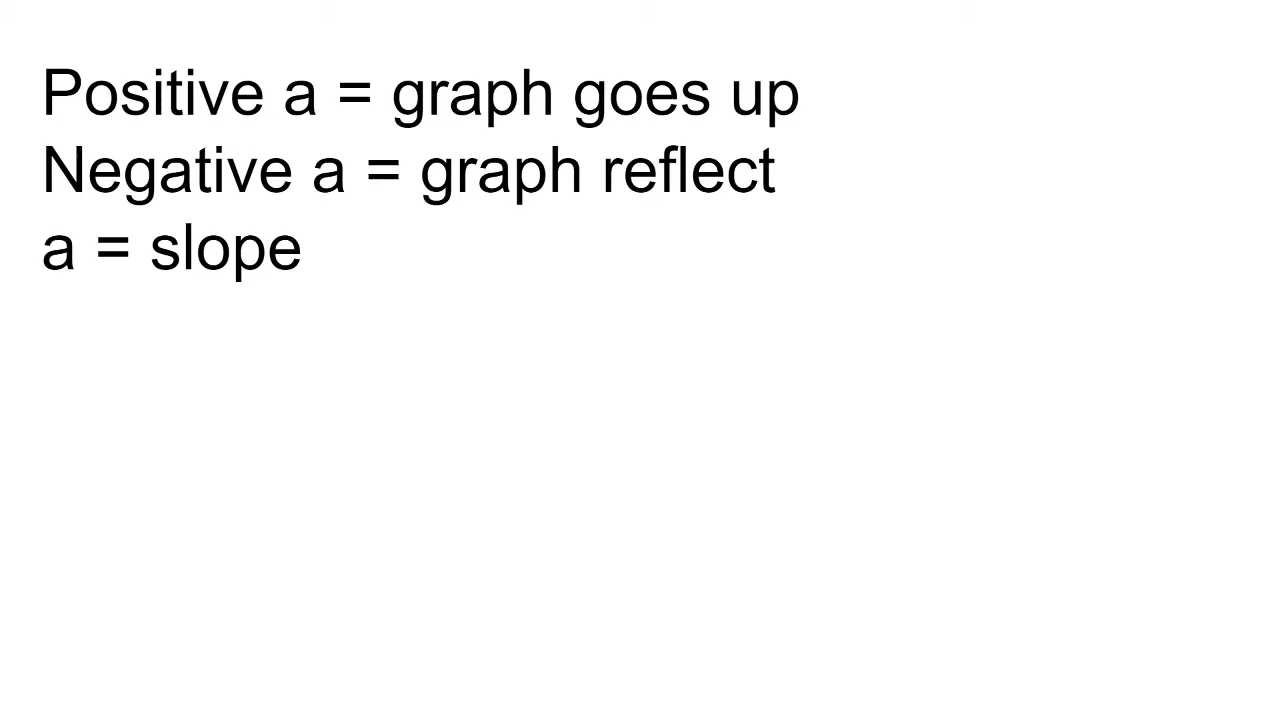 Positive a = graph goes up
Negative a = graph reflect
a = slope